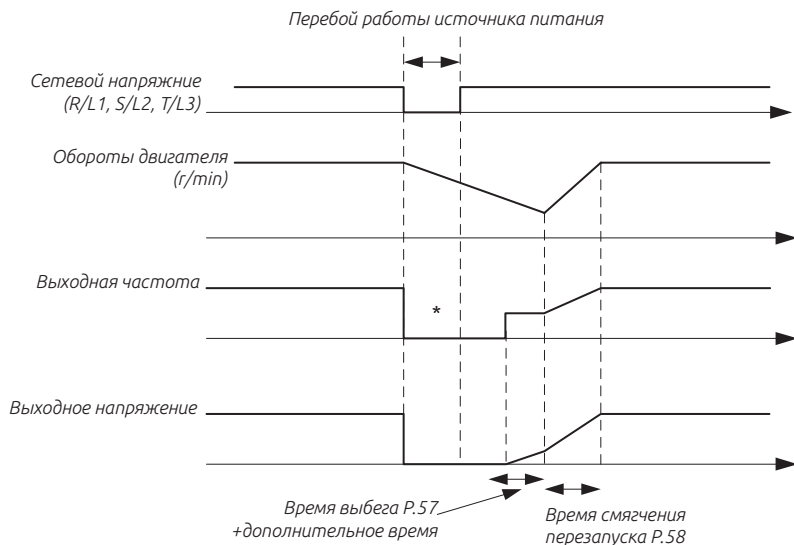 Перебой работы источника питания
Сетевой напряжние
(R/L1, S/L2, T/L3)
Обороты двигателя
(r/min)
Выходная частота
*
Выходное напряжение
Время выбега P.57
+дополнительное время
Время смягчения
перезапуска P.58